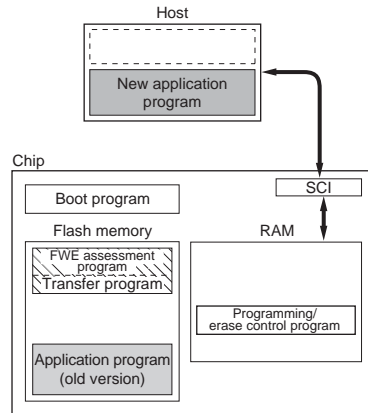 Host
New application
program
Chip
SCI
Boot program
Flash memory
RAM
FWE assessment
program
Transfer program
Programming/
erase control program
Application program
(old version)